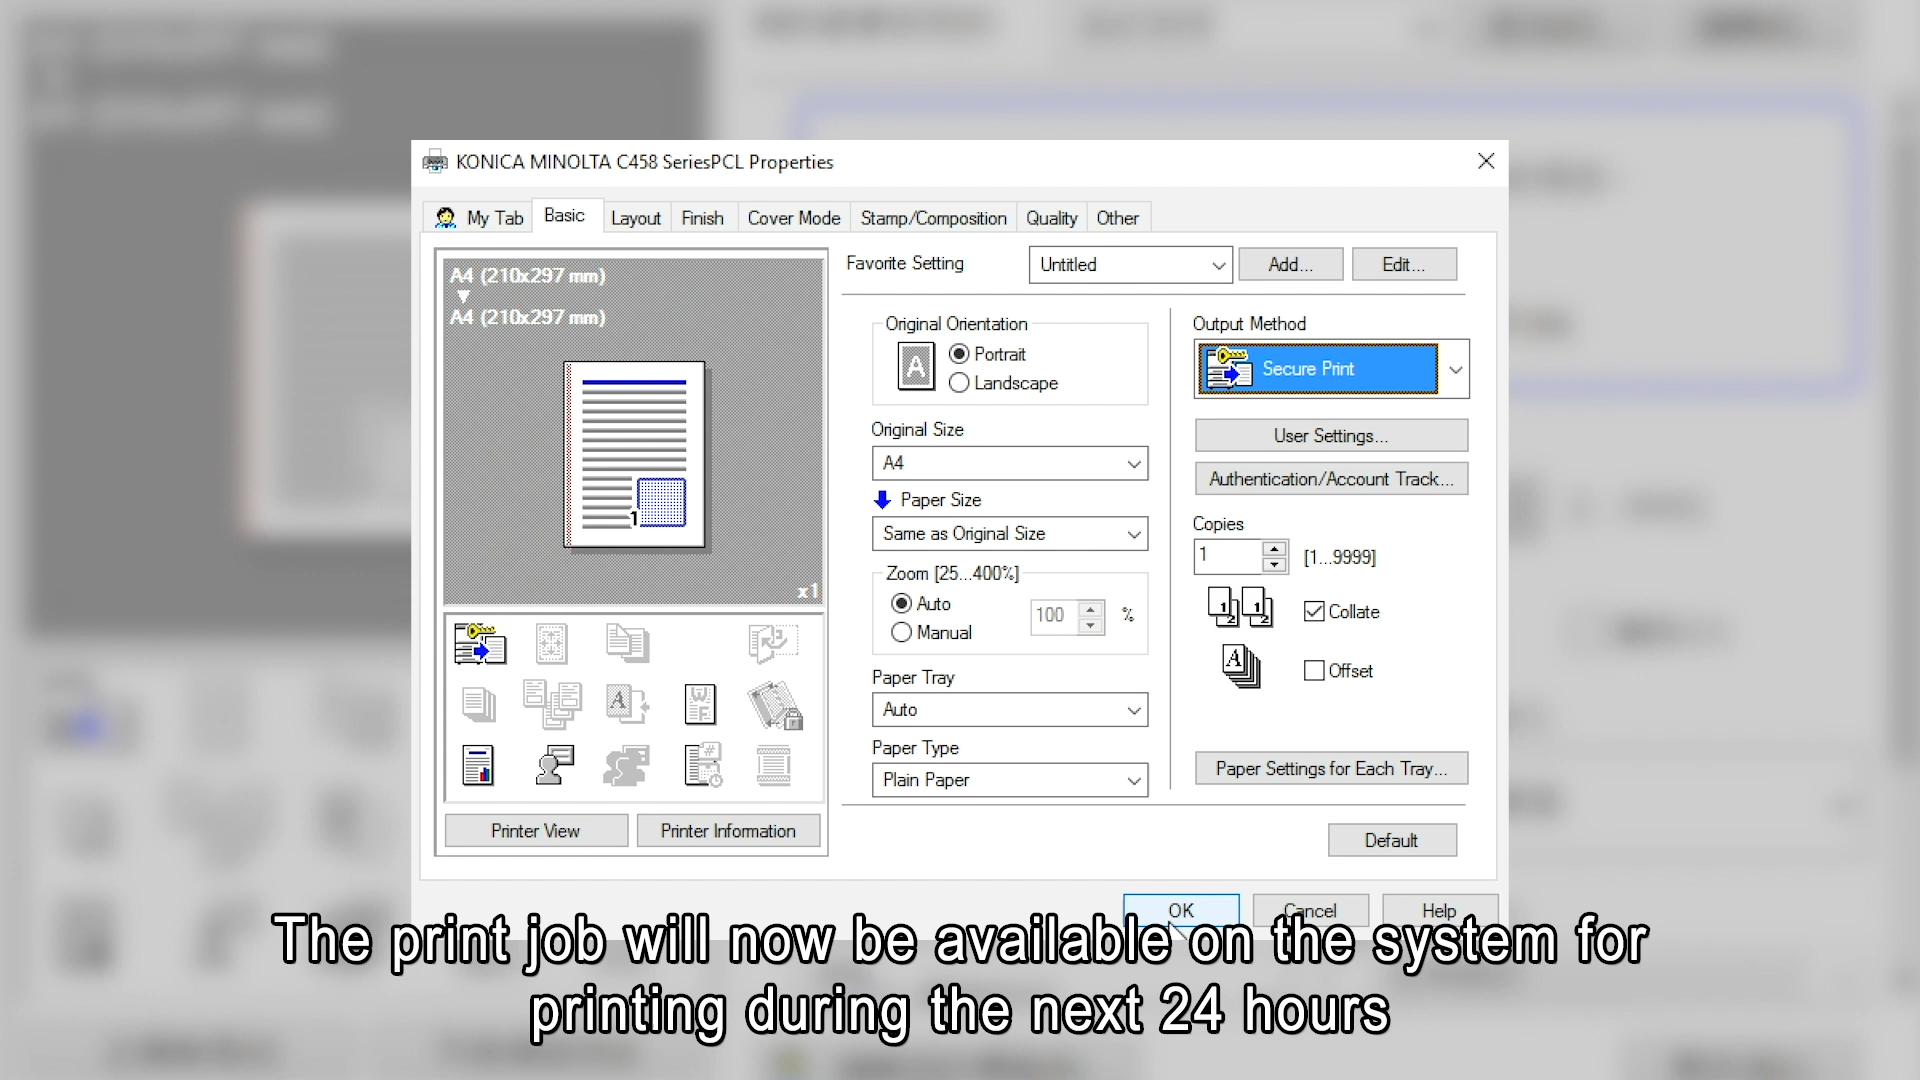 KONICA MINOLTA C458 SeriesPCL Properties
My Tab Basic Layout Finish Cover Mode Stamp/Composition Quality Other
A4 (210x297 mm)
A4 (210x297 mm)
x1
Printer View Printer Information
Favorite Setting Untitled Add... Edit...
Original Orientation
A
Portrait
Landscape
Original Size
A4
Paper Size
Same as Original Size
Zoom [25...400%]
Auto
Manual
100 %
Paper Tray
Auto
Paper Type
Plain Paper
Output Method
Secure Print
User Settings...
Authentication/Account Track...
Copies
1 [1...9999]
Collate
Offset
Paper Settings for Each Tray...
Default
OK Cancel Help
The print job will now be available on the system for
printing during the next 24 hours